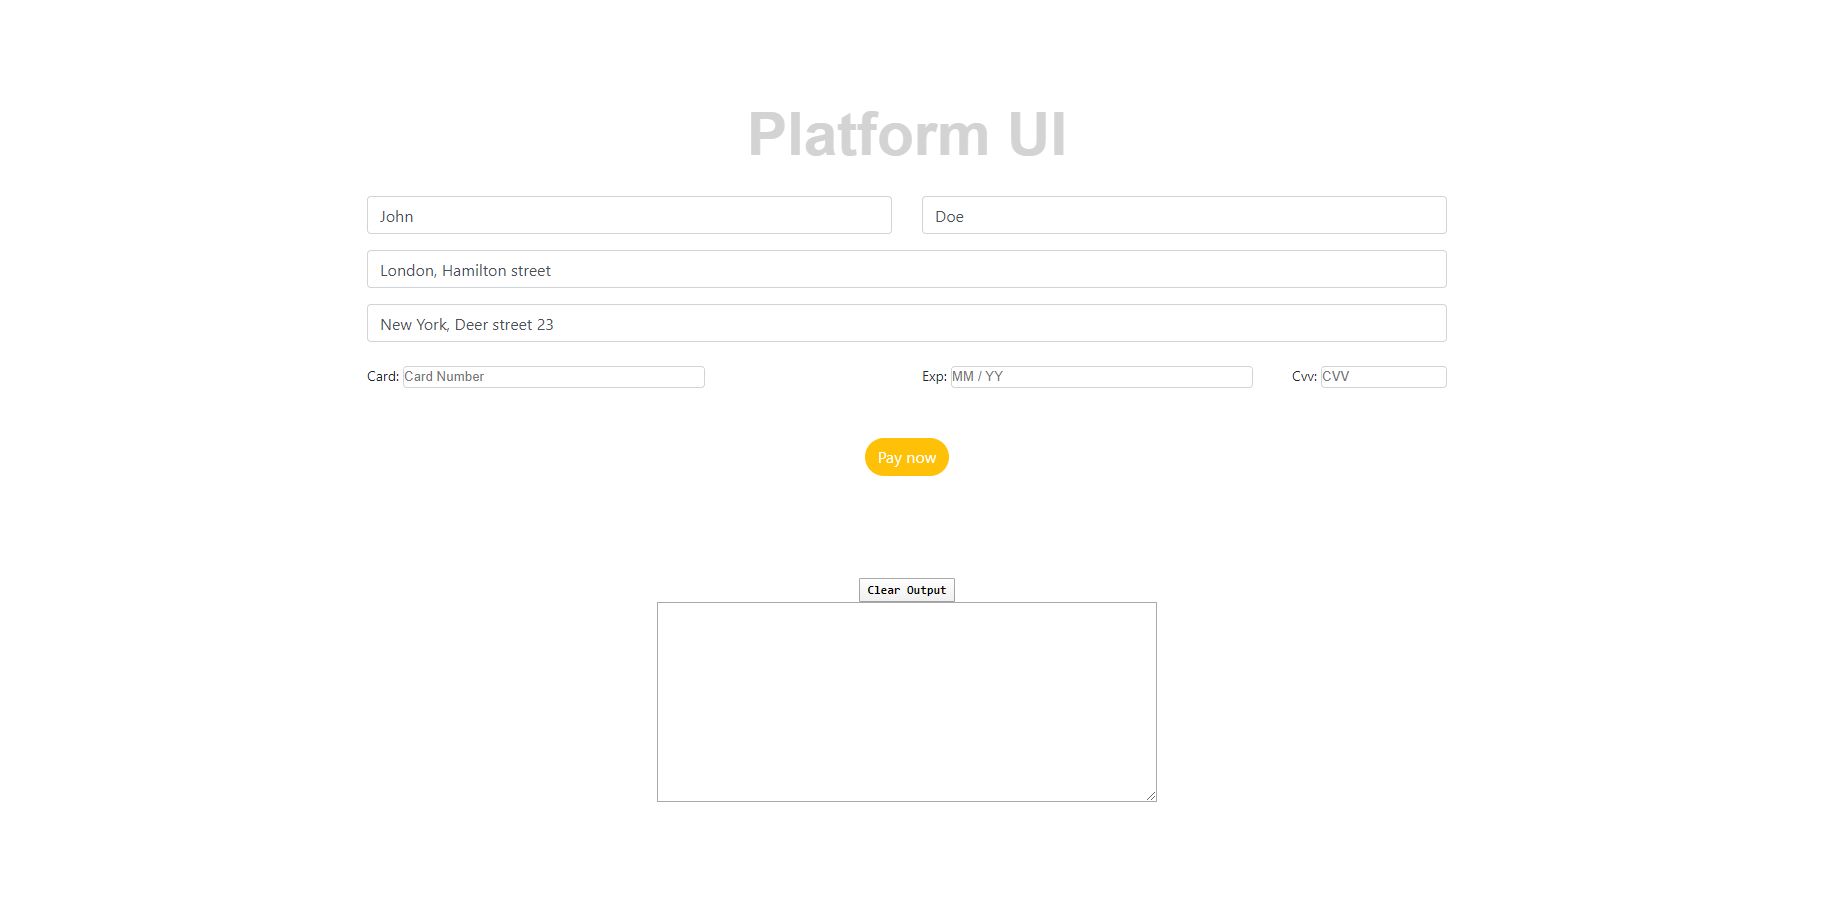 Platform UI
John Doe
London, Hamilton street
New York, Deer street 23
Card: Card Number Exp: MM / YY Cvv: CVV
Pay now
Clear Output